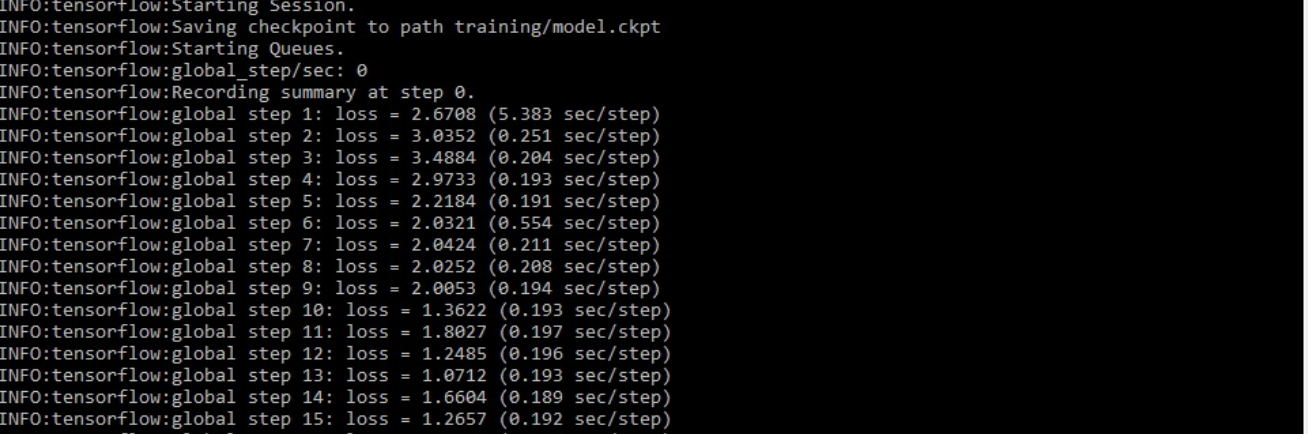 INFO:tensorflow:Starting Session.
INFO:tensorflow:Saving checkpoint to path training/model.ckpt
INFO:tensorflow:Starting Queues.
INFO:tensorflow:global_step/sec: 0
INFO:tensorflow:Recording summary at step 0.
INFO:tensorflow:global step 1: loss = 2.6708 (5.383 sec/step)
INFO:tensorflow:global step 2: loss = 3.0352 (0.251 sec/step)
INFO:tensorflow:global step 3: loss = 3.4884 (0.204 sec/step)
INFO:tensorflow:global step 4: loss = 2.9733 (0.193 sec/step)
INFO:tensorflow:global step 5: loss = 2.2184 (0.191 sec/step)
INFO:tensorflow:global step 6: loss = 2.0321 (0.554 sec/step)
INFO:tensorflow:global step 7: loss = 2.0424 (0.211 sec/step)
INFO:tensorflow:global step 8: loss = 2.0252 (0.208 sec/step)
INFO:tensorflow:global step 9: loss = 2.0053 (0.194 sec/step)
INFO:tensorflow:global step 10: loss = 1.3622 (0.193 sec/step)
INFO:tensorflow:global step 11: loss = 1.8027 (0.197 sec/step)
INFO:tensorflow:global step 12: loss = 1.2485 (0.196 sec/step)
INFO:tensorflow:global step 13: loss = 1.0712 (0.193 sec/step)
INFO:tensorflow:global step 14: loss = 1.6604 (0.189 sec/step)
INFO:tensorflow:global step 15: loss = 1.2657 (0.192 sec/step)